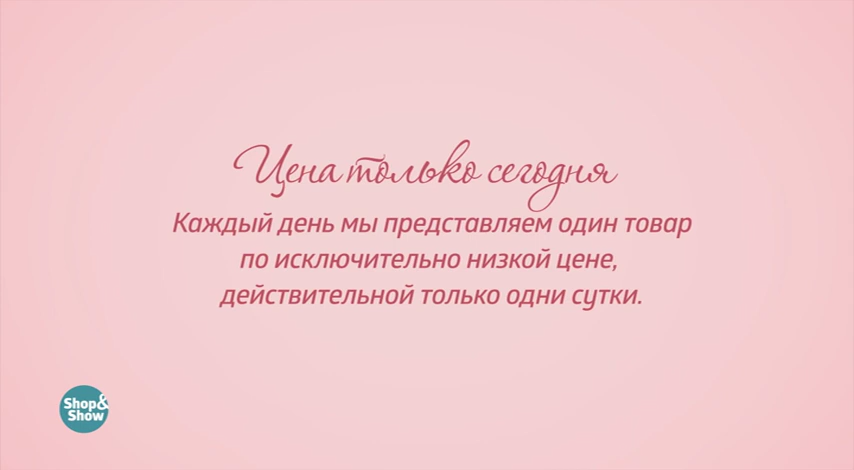 Цена только сегодня
Каждый день мы представляем один товар
по исключительно низкой цене,
действительной только одни сутки.
Shop&
Show